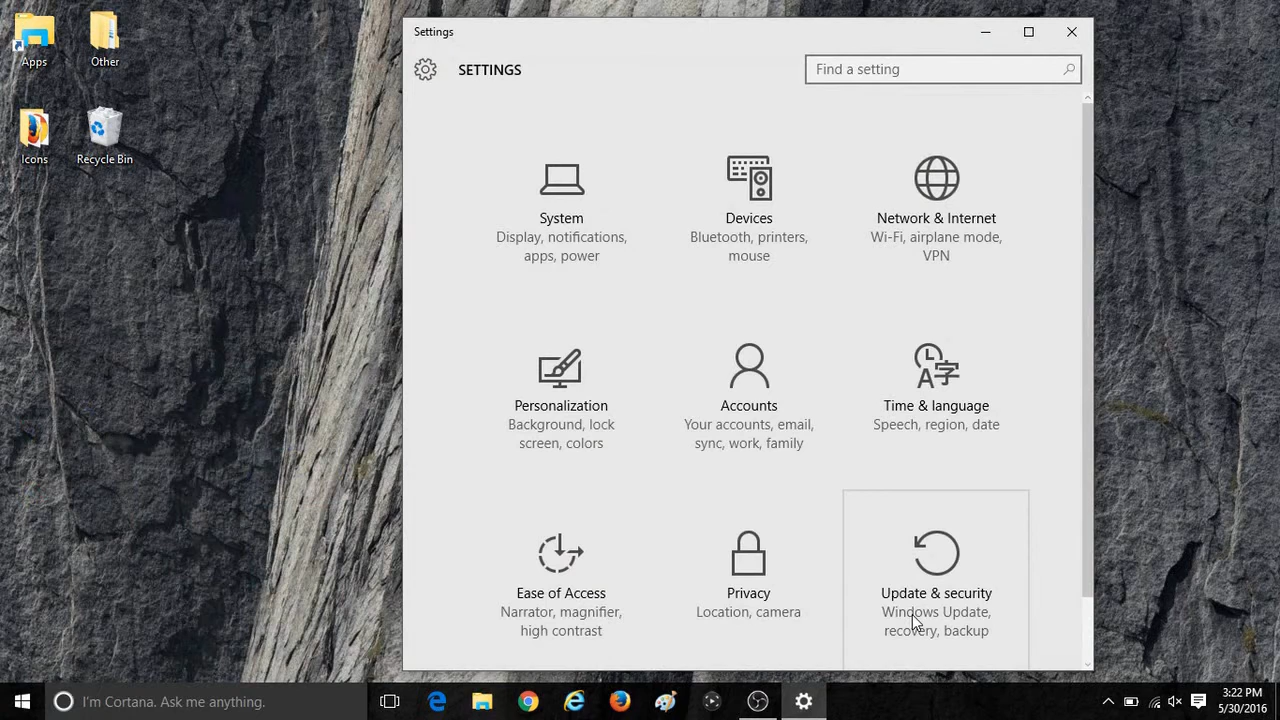 Apps
Other
Icons
Recycle Bin
Settings
SETTINGS
Find a setting
System
Display, notifications,
apps, power
Devices
Bluetooth, printers,
mouse
Network & Internet
Wi-Fi, airplane mode,
VPN
Personalization
Background, lock
screen, colors
Accounts
Your accounts, email,
sync, work, family
Time & language
Speech, region, date
Ease of Access
Narrator, magnifier,
high contrast
Privacy
Location, camera
Update & security
Windows Update,
recovery, backup
I'm Cortana. Ask me anything.
3:22 PM
5/30/2016